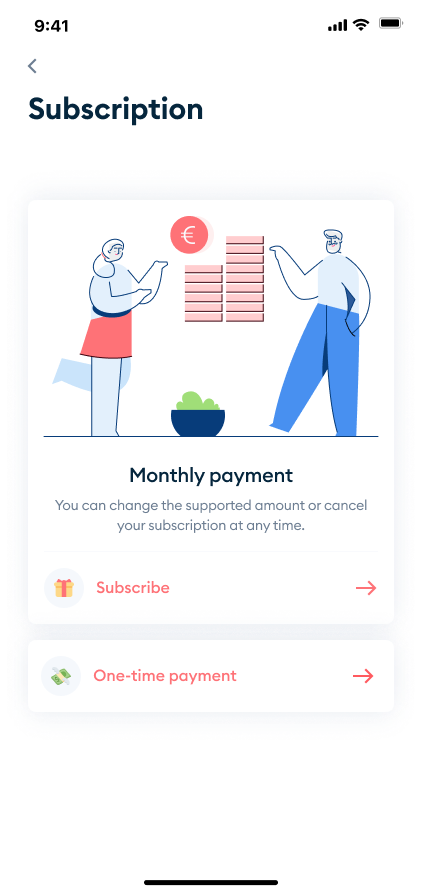 9:41
Subscription
€
Monthly payment
You can change the supported amount or cancel
your subscription at any time.
Subscribe
One-time payment